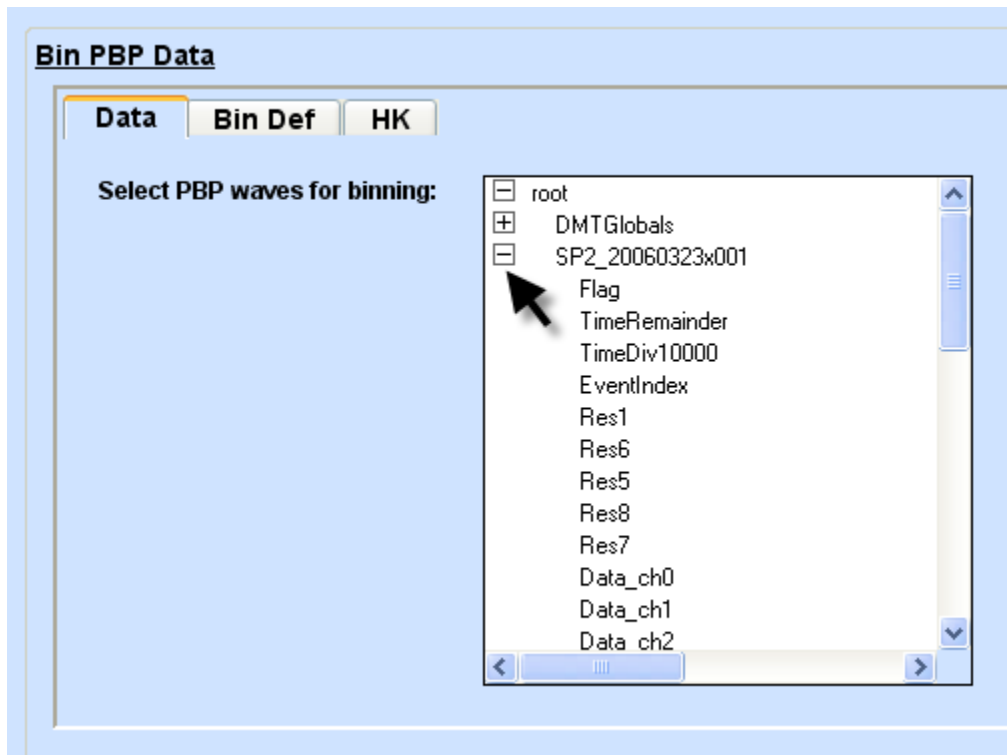 Bin PBP Data
Data Bin Def HK
Select PBP waves for binning:
root
DMTGlobals
SP2_20060323x001
Flag
TimeRemainder
TimeDiv10000
EventIndex
Res1
Res6
Res5
Res8
Res7
Data_ch0
Data_ch1
Data_ch2